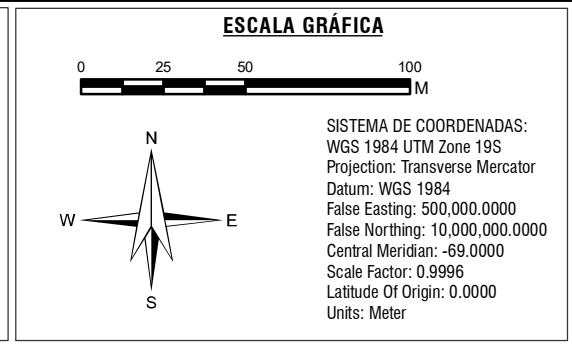 ESCALA GRÁFICA
0 25 50 100
M
N
W E
S
SISTEMA DE COORDENADAS:
WGS 1984 UTM Zone 19S
Projection: Transverse Mercator
Datum: WGS 1984
False Easting: 500,000.0000
False Northing: 10,000,000.0000
Central Meridian: -69.0000
Scale Factor: 0.9996
Latitude Of Origin: 0.0000
Units: Meter